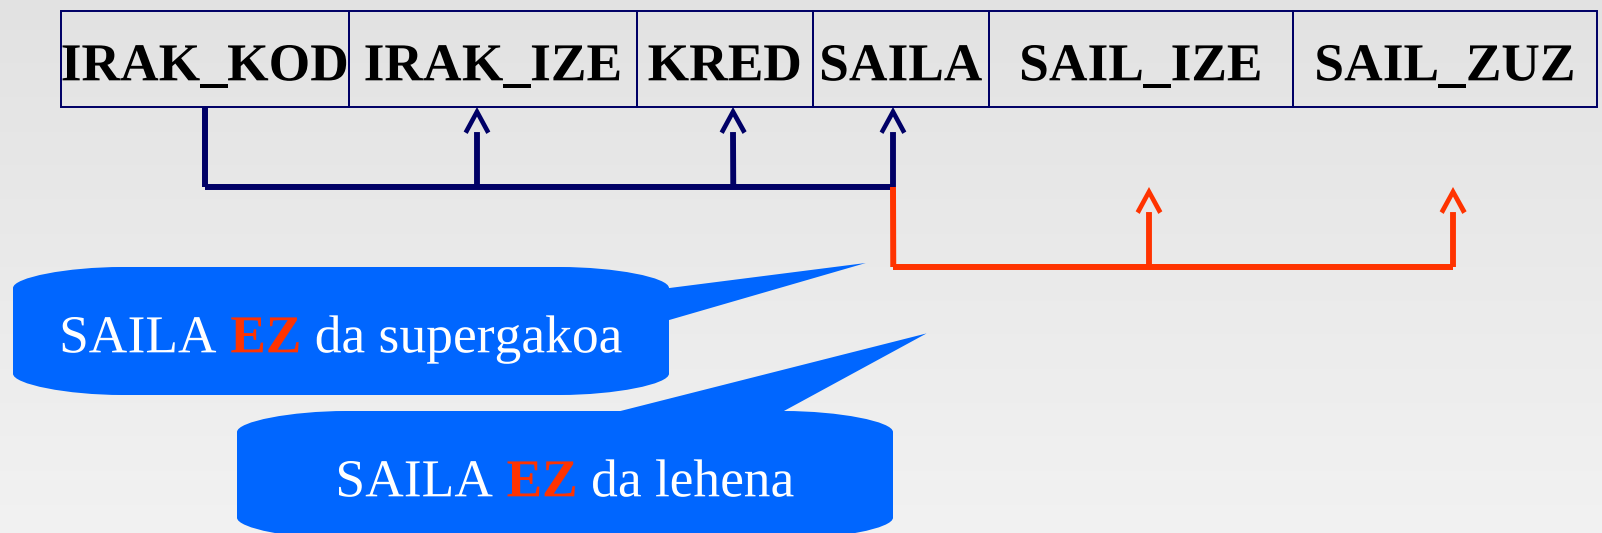 IRAK_KOD IRAK_IZE KRED SAILA SAIL_IZE SAIL_ZUZ
SAILA EZ da supergakoa
SAILA EZ da lehena